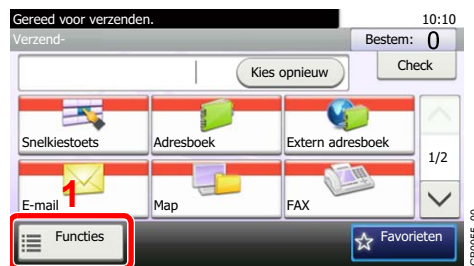 Gereed voor verzenden. 10:10
Verzend- Bestem: 0
Kies opnieuw Check
Snelkiestoets Adresboek Extern adresboek
1/2
E-mail 1 Map FAX
Functies Favorieten